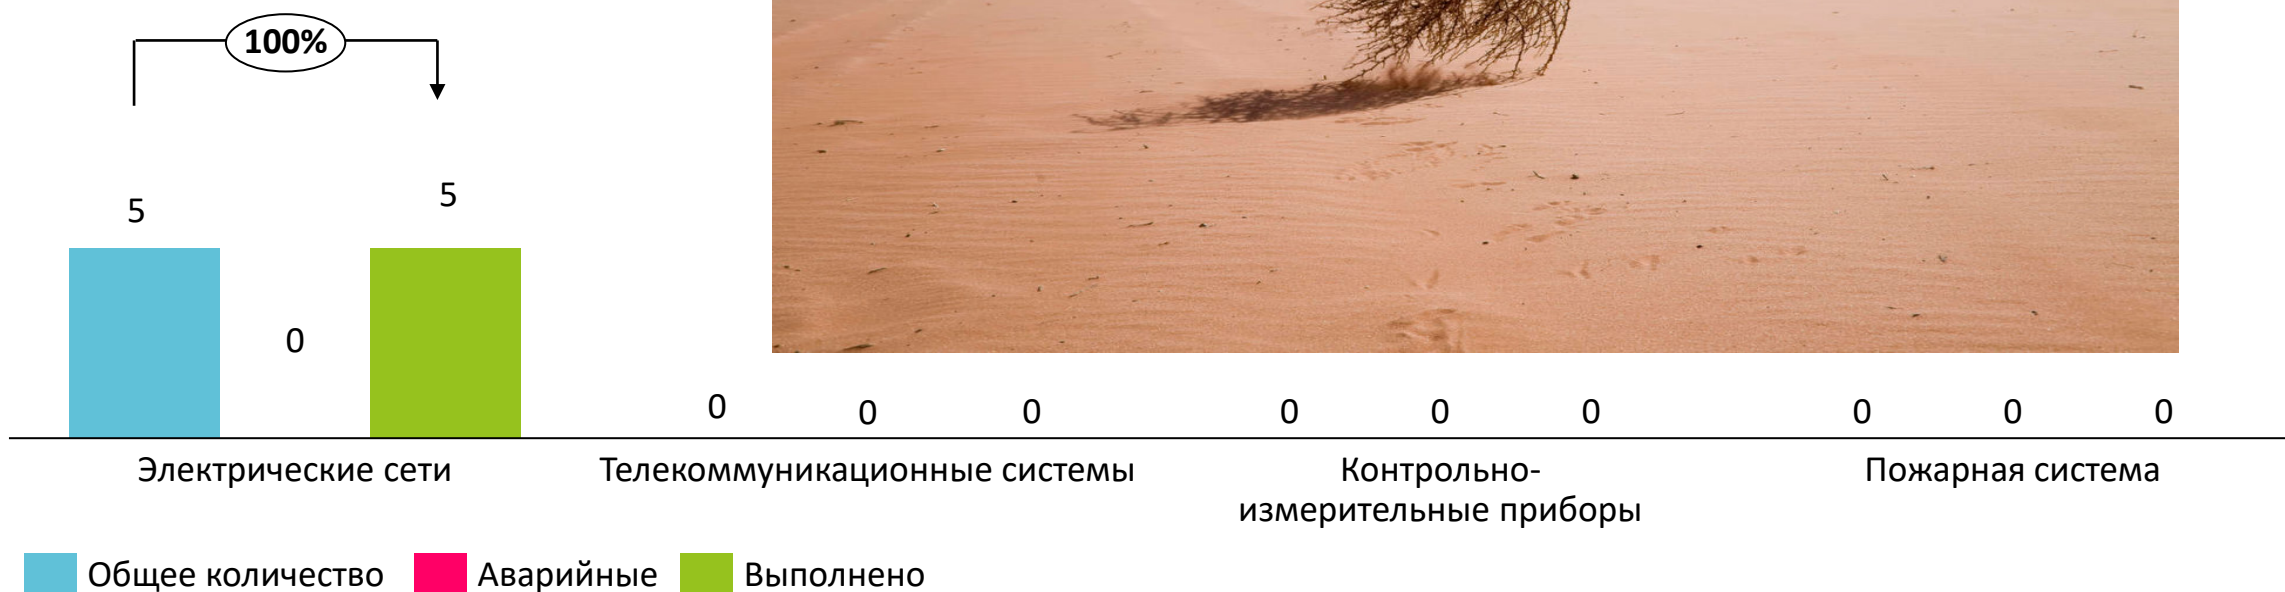 100%
5
5
0
0 0 0 0 0 0 0 0 0
Электрические сети
Телекоммуникационные системы
Контрольно-
измерительные приборы
Пожарная система
Общее количество
Аварийные
Выполнено